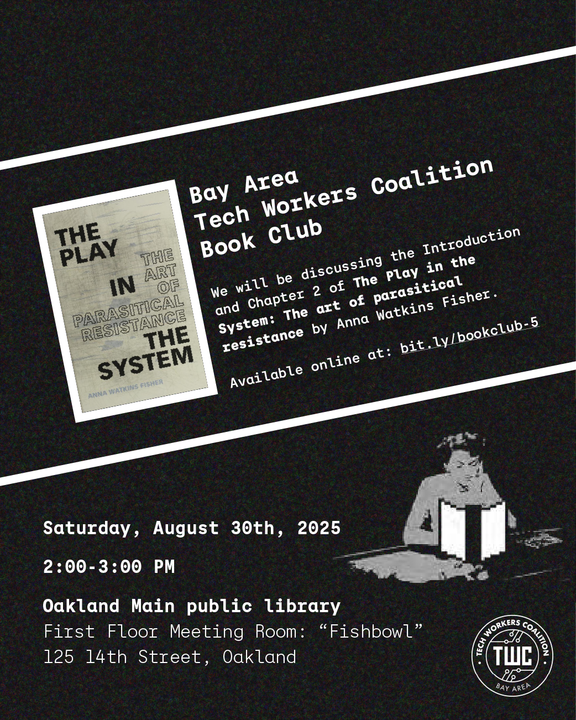 Bay Area
Tech Workers Coalition
Book Club
THE
PLAY
IN
THE
ART
OF
PARASITICAL
RESISTANCE
THE
SYSTEM
ANNA WATKINS FISHER
We will be discussing the Introduction
and Chapter 2 of The Play in the
System: The art of parasitical
resistance by Anna Watkins Fisher.
Available online at: bit.ly/bookclub-5
Saturday, August 30th, 2025
2:00-3:00 PM
Oakland Main public library
First Floor Meeting Room: “Fishbowl”
125 14th Street, Oakland
TECH WORKERS COALITION
TWC
BAY AREA